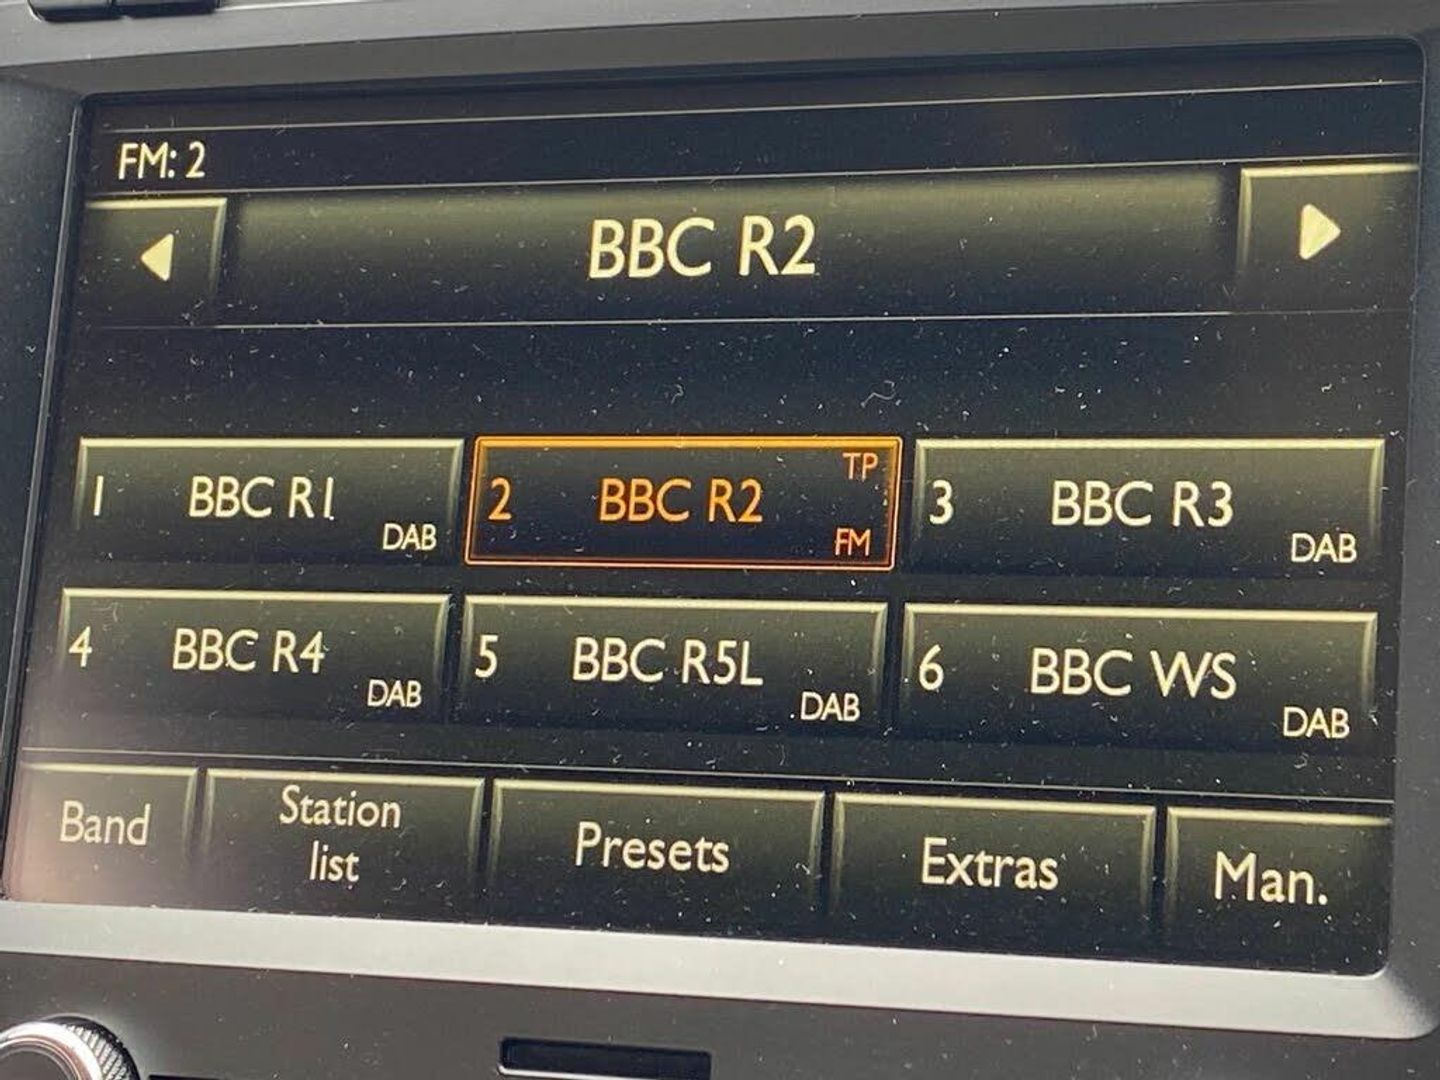 FM: 2
BBC R2
1 BBC R1 DAB
2 BBC R2 TP FM
3 BBC R3 DAB
4 BBC R4 DAB
5 BBC R5L DAB
6 BBC WS DAB
Band
Station
list
Presets
Extras
Man.